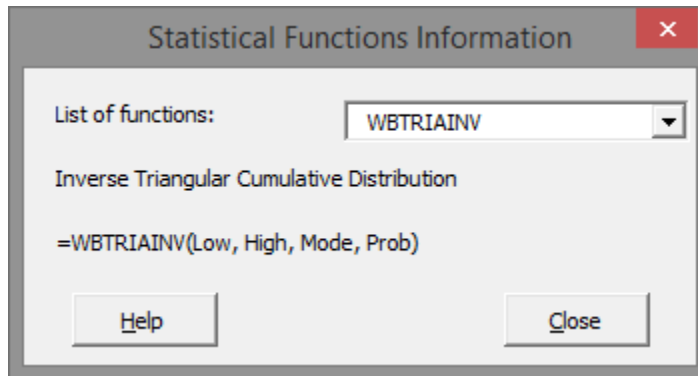 Statistical Functions Information
List of functions: WBTRIAINV
Inverse Triangular Cumulative Distribution
=WBTRIAINV(Low, High, Mode, Prob)
Help Close